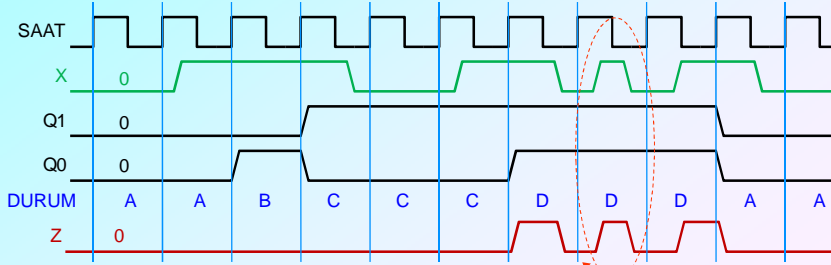 SAAT
X 0
Q1 0
Q0 0
DURUM A A B C C C D D D A A
Z 0